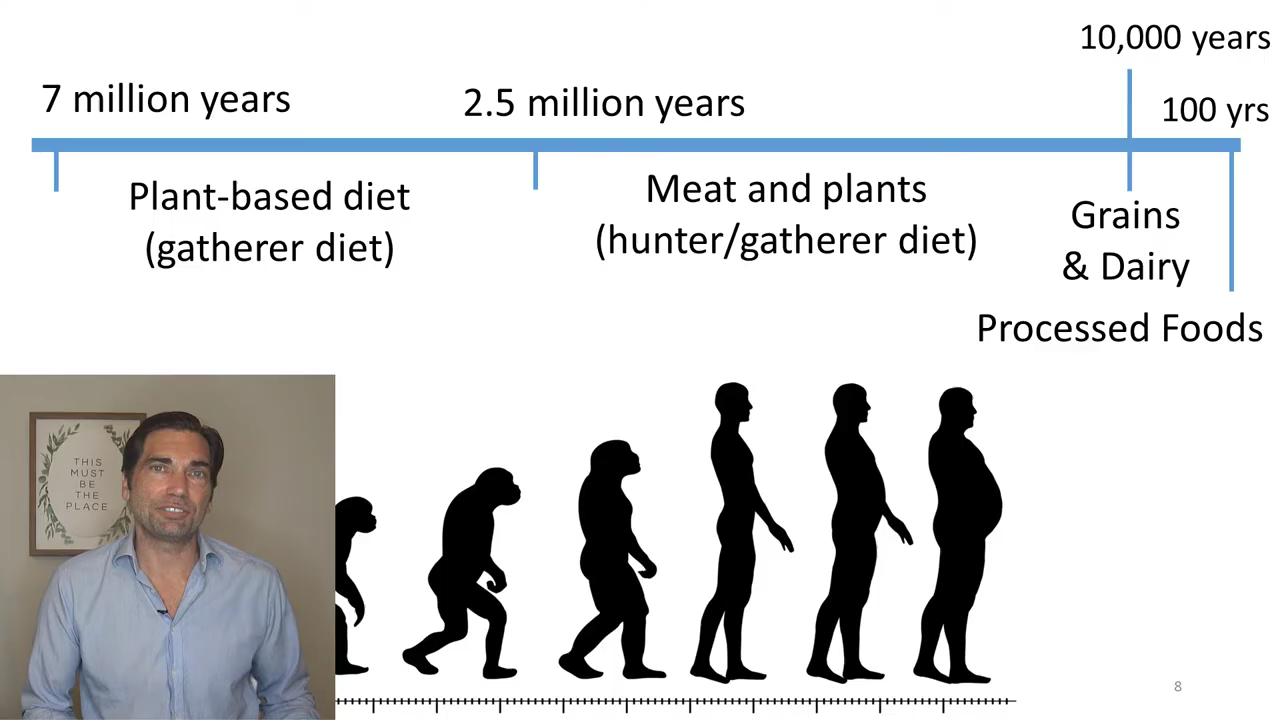 10,000 years
7 million years
2.5 million years
100 yrs
Plant-based diet
(gatherer diet)
Meat and plants
(hunter/gatherer diet)
Grains
& Dairy
Processed Foods
THIS
MUST
BE
THE
PLACE
8